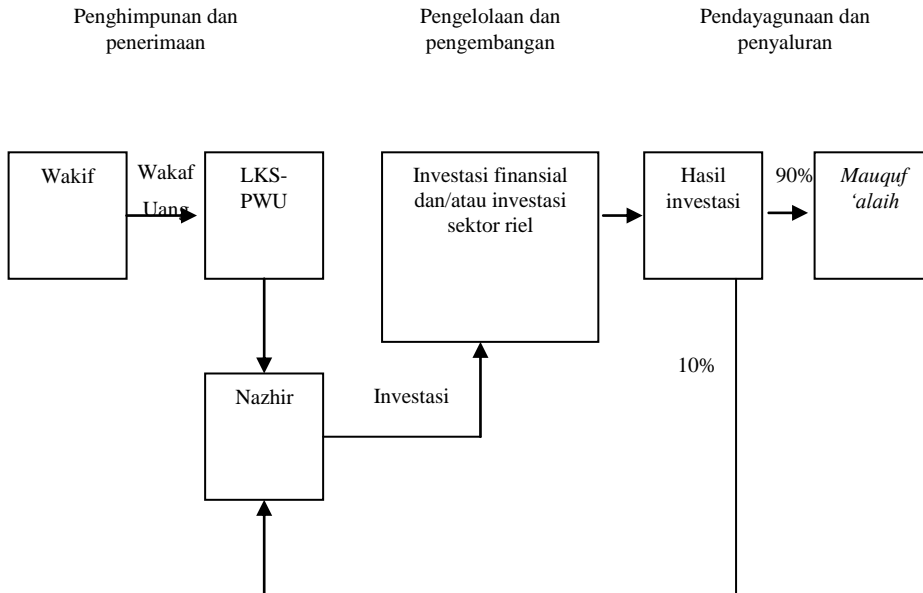 Penghimpunan dan
penerimaan
Pengelolaan dan
pengembangan
Pendayagunaan dan
penyaluran
Wakif
Wakaf
Uang
LKS-
PWU
Investasi finansial
dan/atau investasi
sektor riel
Hasil
investasi
90%
Mauquf
‘alaih
Nazhir
Investasi
10%